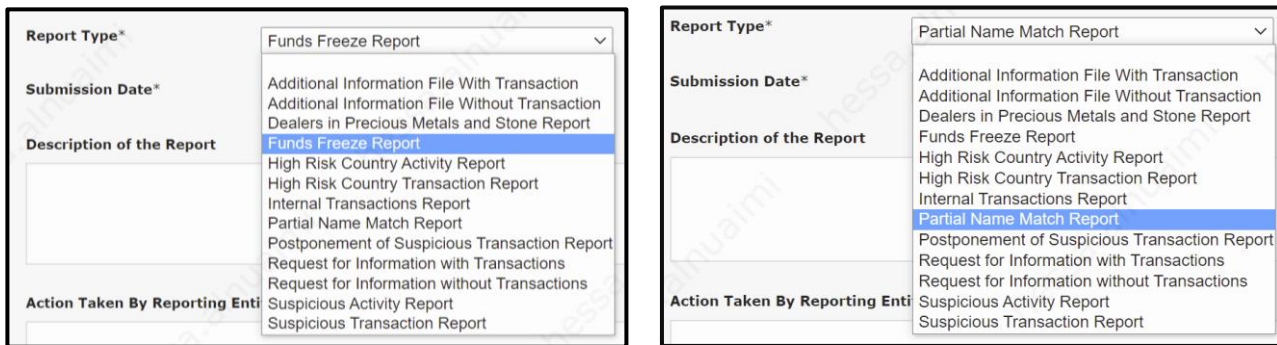 Report Type*
Funds Freeze Report
Additional Information File With Transaction
Submission Date*
Additional Information File Without Transaction
Dealers in Precious Metals and Stone Report
Description of the Report
Funds Freeze Report
High Risk Country Activity Report
High Risk Country Transaction Report
Internal Transactions Report
Partial Name Match Report
Postponement of Suspicious Transaction Report
Request for Information with Transactions
Request for Information without Transactions
Action Taken By Reporting Enti
Suspicious Activity Report
Suspicious Transaction Report
Report Type*
Partial Name Match Report
Additional Information File With Transaction
Submission Date*
Additional Information File Without Transaction
Dealers in Precious Metals and Stone Report
Description of the Report
Funds Freeze Report
High Risk Country Activity Report
High Risk Country Transaction Report
Internal Transactions Report
Partial Name Match Report
Postponement of Suspicious Transaction Report
Request for Information with Transactions
Request for Information without Transactions
Action Taken By Reporting Enti
Suspicious Activity Report
Suspicious Transaction Report